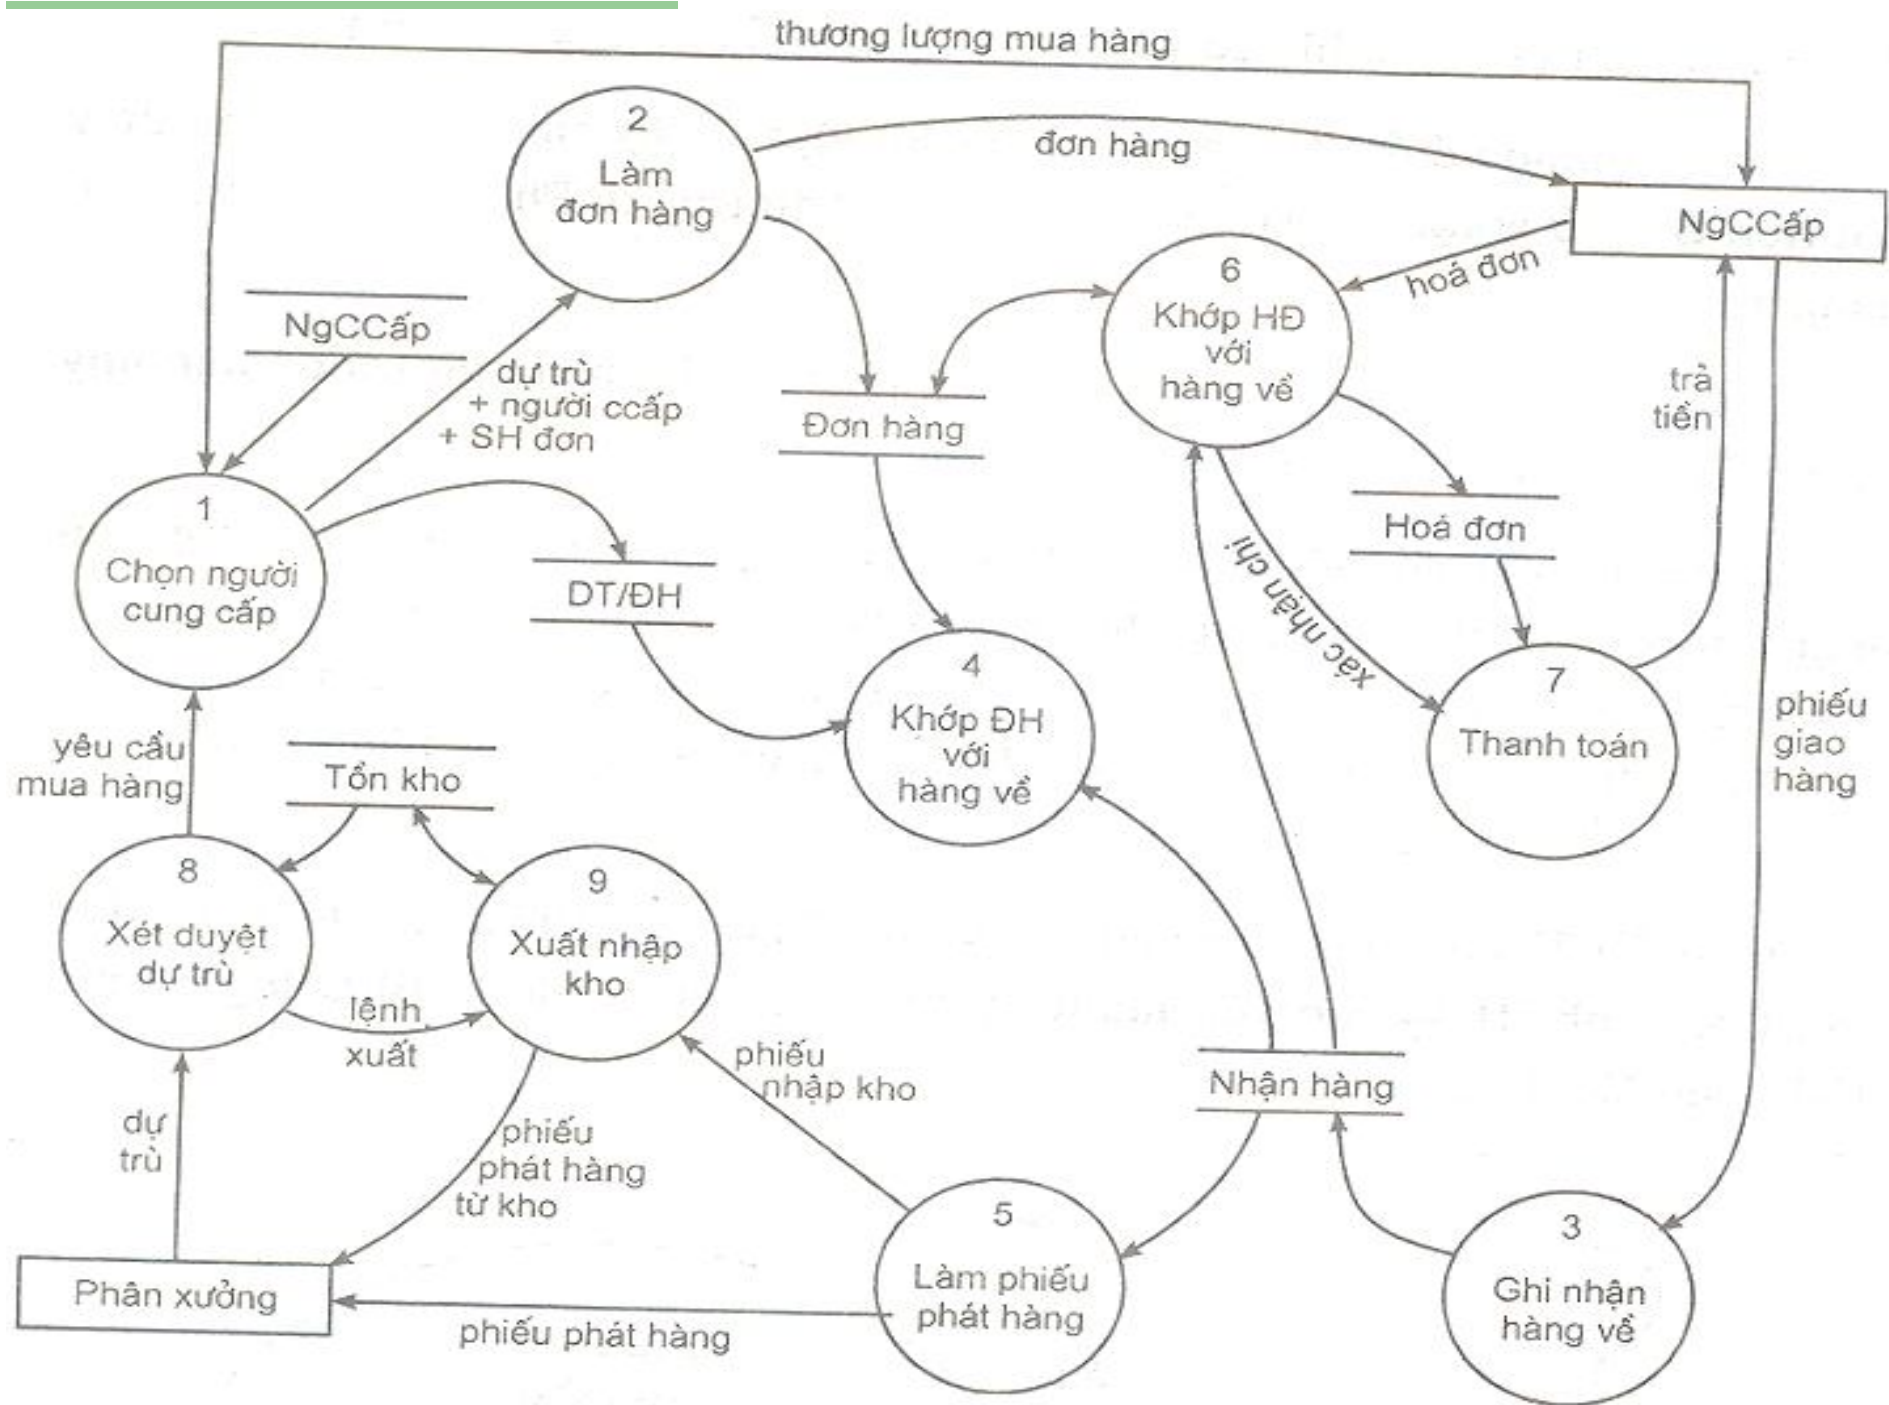 thương lượng mua hàng
2
Làm
đơn hàng
đơn hàng
NgCCấp
hoá đơn
6
Khớp HĐ
với
hàng về
NgCCấp
dự trù
+ người ccấp
+ SH đơn
Đơn hàng
trả
tiền
1
Chọn người
cung cấp
DT/ĐH
Hoá đơn
xác nhận chi
4
Khớp ĐH
với
hàng về
7
Thanh toán
phiếu
giao
hàng
yêu cầu
mua hàng
Tồn kho
8
Xét duyệt
dự trù
9
Xuất nhập
kho
lệnh
xuất
phiếu
nhập kho
Nhận hàng
dự
trù
phiếu
phát hàng
từ kho
5
Làm phiếu
phát hàng
3
Ghi nhận
hàng về
Phân xưởng
phiếu phát hàng